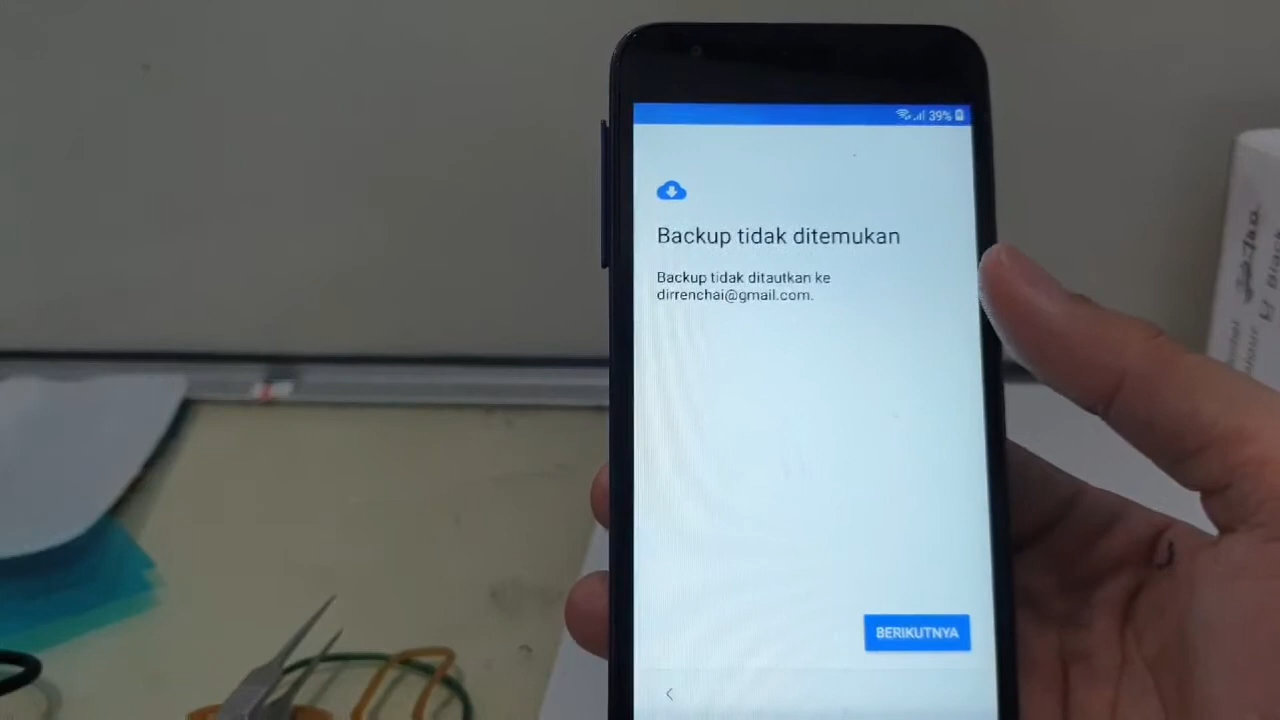 39%
Backup tidak ditemukan
Backup tidak ditautkan ke
dirrenchai@gmail.com.
BERIKUTNYA